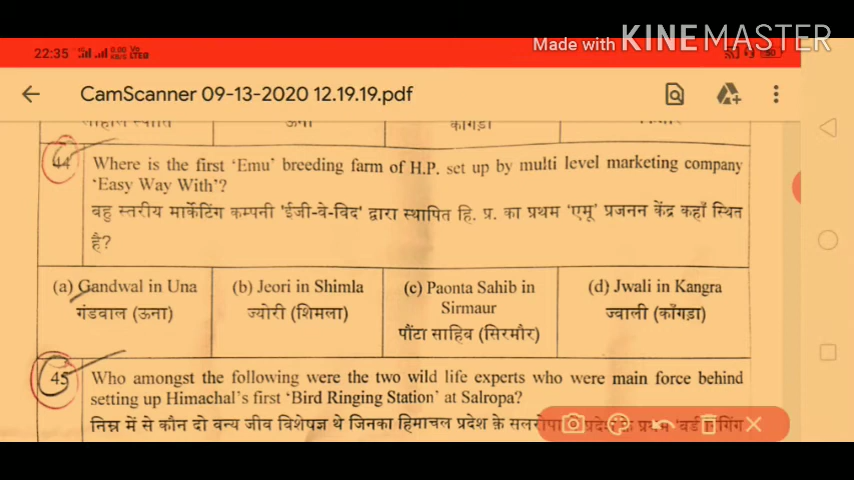 Made with KINEMASTER
22:35
CamScanner 09-13-2020 12.19.19.pdf
ऊना
44 Where is the first 'Emu' breeding farm of H.P. set up by multi level marketing company
'Easy Way With'?
बहु स्तरीय मार्केटिंग कम्पनी 'ईजी-वे-विद' द्वारा स्थापित हि. प्र. का प्रथम 'एमू' प्रजनन केंद्र कहाँ स्थित
है?
(a) Gandwal in Una (b) Jeori in Shimla (c) Paonta Sahib in Sirmaur (d) Jwali in Kangra
गंडवाल (ऊना) ज्योरी (शिमला) पौंटा साहिव (सिरमौर) ज्वाली (काँगड़ा)
45 Who amongst the following were the two wild life experts who were main force behind
setting up Himachal's first 'Bird Ringing Station' at Salropa?
निम्न में से कौन दो वन्य जीव विशेषज्ञ थे जिनका हिमाचल प्रदेश के